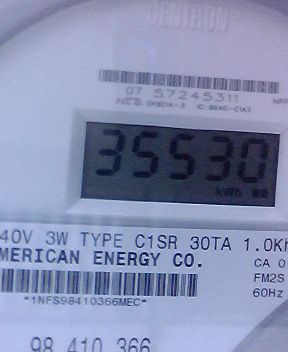 CENTRON®
07 57245311
35530
kWh
40V 3W TYPE C1SR 30TA 1.0Kh
MERICAN ENERGY CO.
CA 0
FM2S
60Hz
*1NFS98410366MEC*
98 410 366